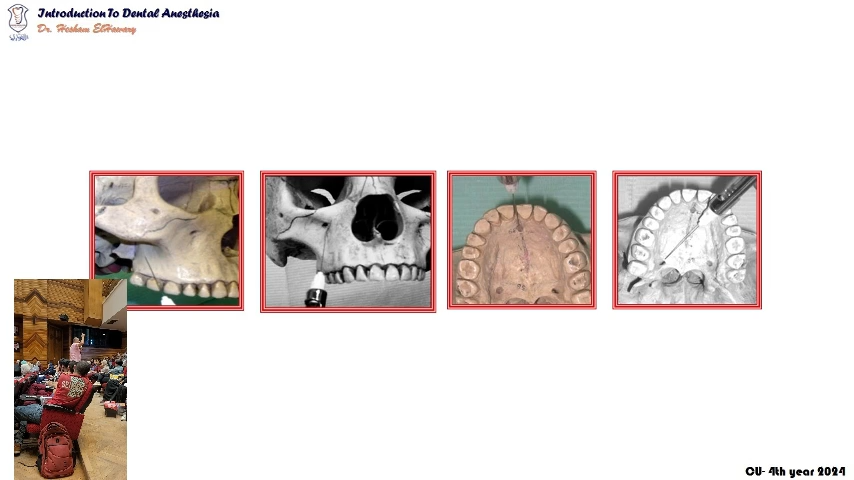 Introduction To Dental Anesthesia
Dr. Hesham ElHawary
CU- 4th year 2024